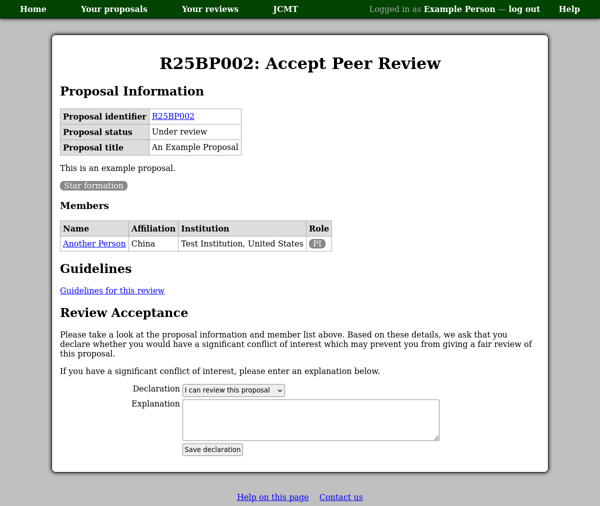 Home Your proposals Your reviews JCMT Logged in as Example Person — log out Help
R25BP002: Accept Peer Review
Proposal Information
Proposal identifier R25BP002
Proposal status Under review
Proposal title An Example Proposal
This is an example proposal.
Star formation
Members
Name Affiliation Institution Role
Another Person China Test Institution, United States PI
Guidelines
Guidelines for this review
Review Acceptance
Please take a look at the proposal information and member list above. Based on these details, we ask that you
declare whether you would have a significant conflict of interest which may prevent you from giving a fair review of
this proposal.
If you have a significant conflict of interest, please enter an explanation below.
Declaration I can review this proposal
Explanation
Save declaration
Help on this page Contact us